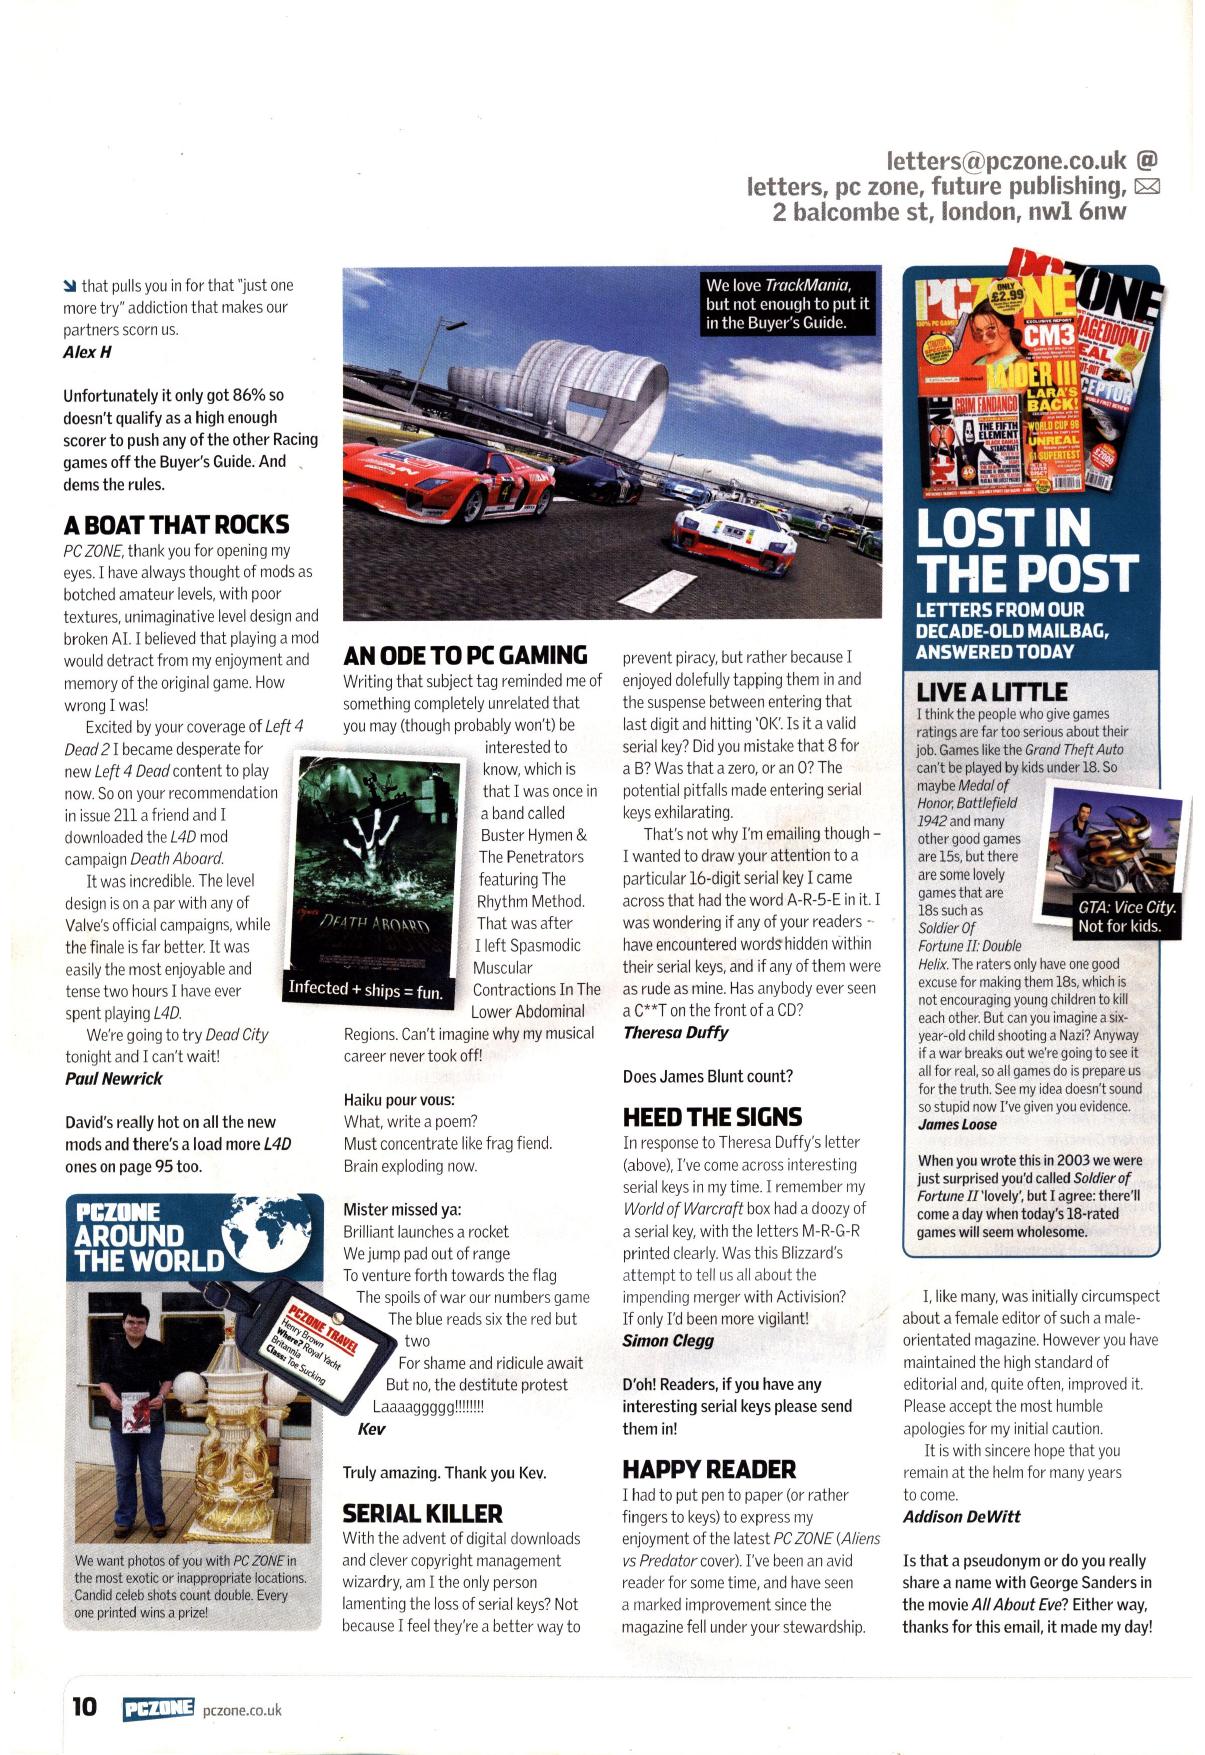 letters@pczone.co.uk @
letters, pc zone, future publishing,
2 balcombe st, london, nw1 6nw
that pulls you in for that "just one
more try" addiction that makes our
partners scorn us.
Alex H
Unfortunately it only got 86% so
doesn't qualify as a high enough
scorer to push any of the other Racing
games off the Buyer's Guide. And
dems the rules.
A BOAT THAT ROCKS
PC ZONE, thank you for opening my
eyes. I have always thought of mods as
botched amateur levels, with poor
textures, unimaginative level design and
broken AI. I believed that playing a mod
would detract from my enjoyment and
memory of the original game. How
wrong I was!
Excited by your coverage of Left 4
Dead 2 I became desperate for
new Left 4 Dead content to play
now. So on your recommendation
in issue 211 a friend and I
downloaded the L4D mod
campaign Death Aboard.
It was incredible. The level
design is on a par with any of
Valve's official campaigns, while
the finale is far better. It was
easily the most enjoyable and
tense two hours I have ever
spent playing L4D.
We're going to try Dead City
tonight and I can't wait!
Paul Newrick
David's really hot on all the new
mods and there's a load more L4D
ones on page 95 too.
PCZONE
AROUND
THE WORLD
PCZONE TRAVEL
Henry Brown
Where? Royal Yacht
Britannia
Class: Toe Sucking
We want photos of you with PC ZONE in
the most exotic or inappropriate locations.
Candid celeb shots count double. Every
one printed wins a prize!
We love TrackMania,
but not enough to put it
in the Buyer's Guide.
AN ODE TO PC GAMING
Writing that subject tag reminded me of
something completely unrelated that
you may (though probably won't) be
interested to
know, which is
that I was once in
a band called
Buster Hymen &
The Penetrators
featuring The
Rhythm Method.
That was after
I left Spasmodic
Muscular
Contractions In The
Lower Abdominal
Regions. Can't imagine why my musical
career never took off!
DEATH ABOARD
Infected + ships = fun.
Haiku pour vous:
What, write a poem?
Must concentrate like frag fiend.
Brain exploding now.
Mister missed ya:
Brilliant launches a rocket
We jump pad out of range
To venture forth towards the flag
The spoils of war our numbers game
The blue reads six the red but
two
For shame and ridicule await
But no, the destitute protest
Laaaaggggg!!!!!!!!
Kev
Truly amazing. Thank you Kev.
SERIAL KILLER
With the advent of digital downloads
and clever copyright management
wizardry, am I the only person
lamenting the loss of serial keys? Not
because I feel they're a better way to
prevent piracy, but rather because I
enjoyed dolefully tapping them in and
the suspense between entering that
last digit and hitting 'OK'. Is it a valid
serial key? Did you mistake that 8 for
a B? Was that a zero, or an O? The
potential pitfalls made entering serial
keys exhilarating.
That's not why I'm emailing though –
I wanted to draw your attention to a
particular 16-digit serial key I came
across that had the word A-R-5-E in it. I
was wondering if any of your readers –
have encountered words hidden within
their serial keys, and if any of them were
as rude as mine. Has anybody ever seen
a C**T on the front of a CD?
Theresa Duffy
Does James Blunt count?
HEED THE SIGNS
In response to Theresa Duffy's letter
(above), I've come across interesting
serial keys in my time. I remember my
World of Warcraft box had a doozy of
a serial key, with the letters M-R-G-R
printed clearly. Was this Blizzard's
attempt to tell us all about the
impending merger with Activision?
If only I'd been more vigilant!
Simon Clegg
D'oh! Readers, if you have any
interesting serial keys please send
them in!
HAPPY READER
I had to put pen to paper (or rather
fingers to keys) to express my
enjoyment of the latest PC ZONE (Aliens
vs Predator cover). I've been an avid
reader for some time, and have seen
a marked improvement since the
magazine fell under your stewardship.
I, like many, was initially circumspect
about a female editor of such a male-
orientated magazine. However you have
maintained the high standard of
editorial and, quite often, improved it.
Please accept the most humble
apologies for my initial caution.
It is with sincere hope that you
remain at the helm for many years
to come.
Addison DeWitt
Is that a pseudonym or do you really
share a name with George Sanders in
the movie All About Eve? Either way,
thanks for this email, it made my day!
PCZONE
ONLY
£2.99
CM3
RAIDER III
LARA'S
BACK!
GRIM FANDANGO
THE FIFTH
ELEMENT
WORLD CUP 98
UNREAL
LOST IN
THE POST
LETTERS FROM OUR
DECADE-OLD MAILBAG,
ANSWERED TODAY
LIVE A LITTLE
I think the people who give games
ratings are far too serious about their
job. Games like the Grand Theft Auto
can't be played by kids under 18. So
maybe Medal of
Honor, Battlefield
1942 and many
other good games
are 15s, but there
are some lovely
games that are
18s such as
Soldier Of
Fortune II: Double
Helix. The raters only have one good
excuse for making them 18s, which is
not encouraging young children to kill
each other. But can you imagine a six-
year-old child shooting a Nazi? Anyway
if a war breaks out we're going to see it
all for real, so all games do is prepare us
for the truth. See my idea doesn't sound
so stupid now I've given you evidence.
James Loose
GTA: Vice City.
Not for kids.
When you wrote this in 2003 we were
just surprised you'd called Soldier of
Fortune II 'lovely', but I agree: there'll
come a day when today's 18-rated
games will seem wholesome.
10 PCZONE pczone.co.uk